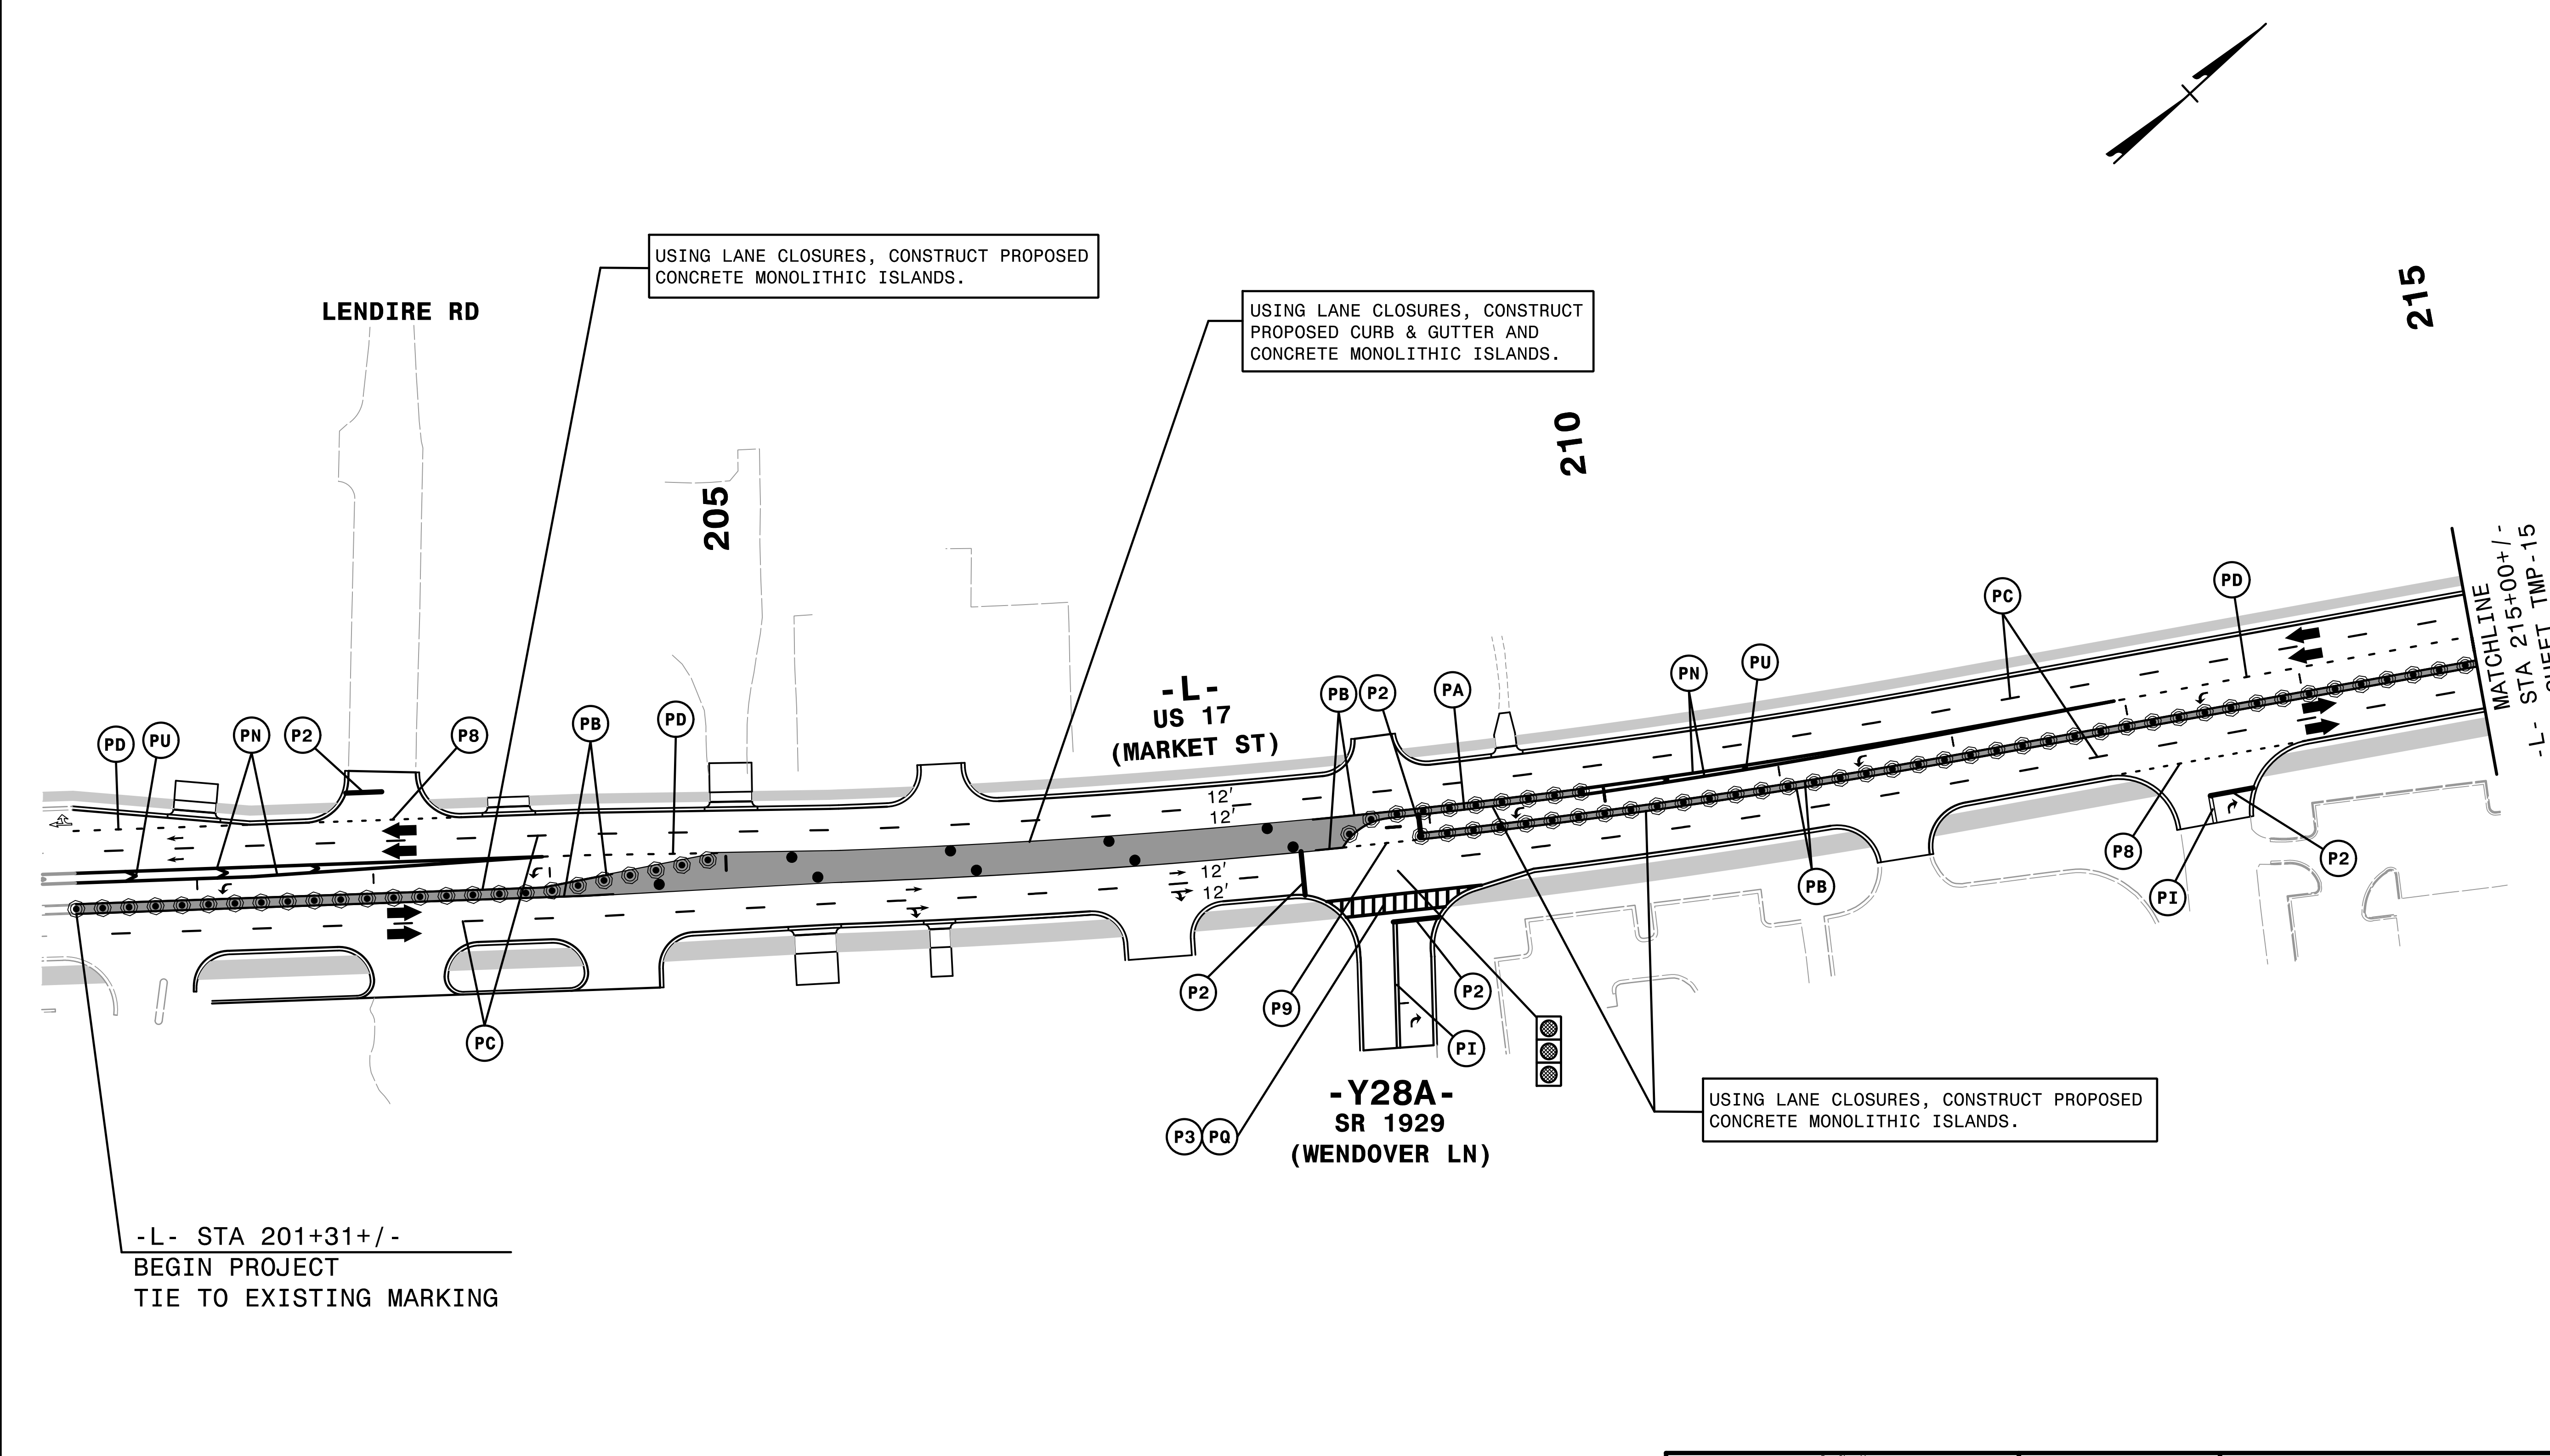 USING LANE CLOSURES, CONSTRUCT PROPOSED
CONCRETE MONOLITHIC ISLANDS.
USING LANE CLOSURES, CONSTRUCT
PROPOSED CURB & GUTTER AND
CONCRETE MONOLITHIC ISLANDS.
LENDIRE RD
205
210
215
MATCHLINE
-L- STA 215+00+/-
SHEET TMP-15
-L-
US 17
(MARKET ST)
12'
12'
12'
12'
PD
PU
PN
P2
P8
PB
PD
PB
P2
PA
PN
PU
PC
PD
PC
P2
P9
P2
PI
P3
PQ
PB
P8
PI
P2
-Y28A-
SR 1929
(WENDOVER LN)
USING LANE CLOSURES, CONSTRUCT PROPOSED
CONCRETE MONOLITHIC ISLANDS.
-L- STA 201+31+/-
BEGIN PROJECT
TIE TO EXISTING MARKING